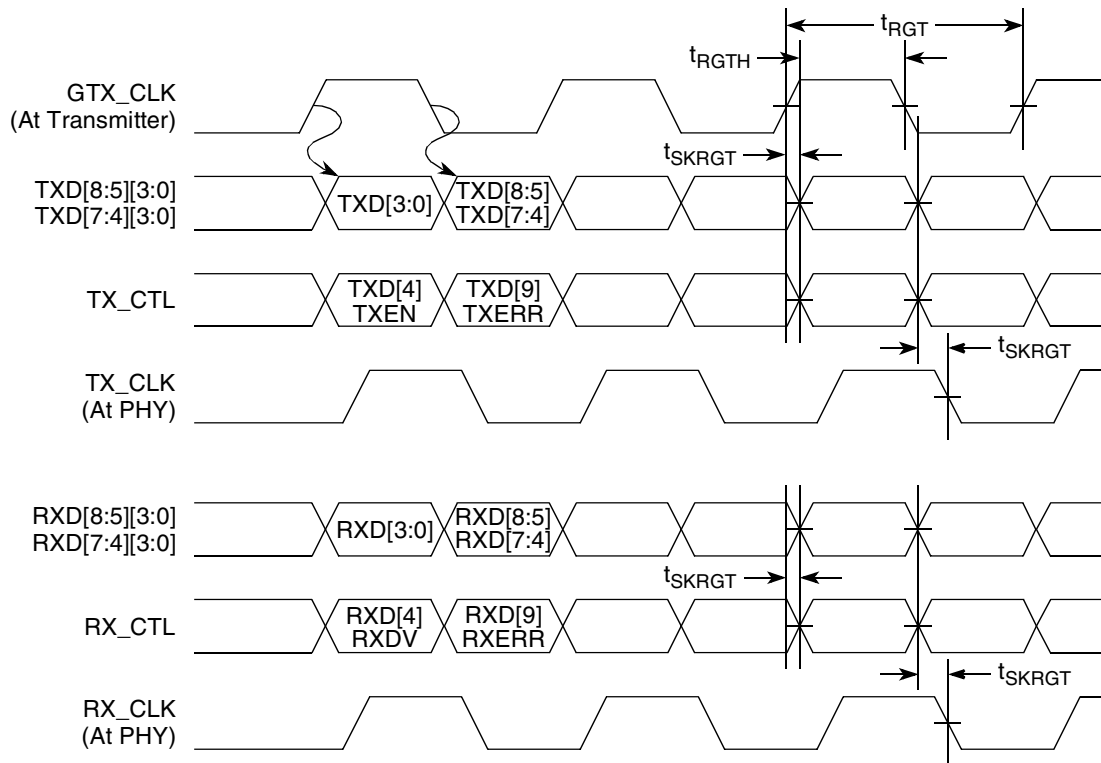 tRGT
tRGTH
GTX_CLK
(At Transmitter)
tSKRGT
TXD[8:5][3:0]
TXD[7:4][3:0]
TXD[3:0]
TXD[8:5]
TXD[7:4]
TX_CTL
TXD[4]
TXEN
TXD[9]
TXERR
tSKRGT
TX_CLK
(At PHY)
RXD[8:5][3:0]
RXD[7:4][3:0]
RXD[3:0]
RXD[8:5]
RXD[7:4]
tSKRGT
RX_CTL
RXD[4]
RXDV
RXD[9]
RXERR
tSKRGT
RX_CLK
(At PHY)